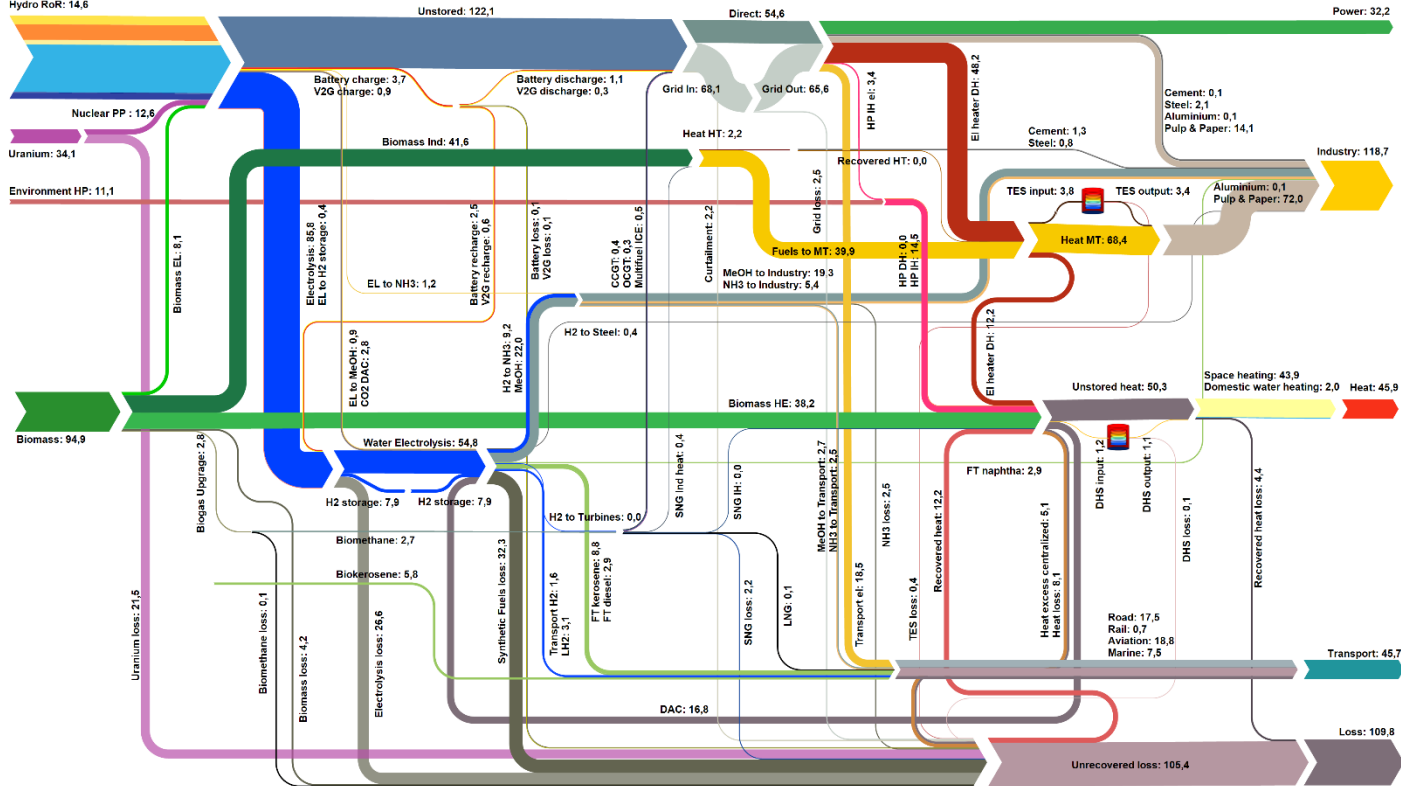 Hydro RoR: 14,6
Unstored: 122,1
Direct: 54,6
Power: 32,2
Battery charge: 3,7
V2G charge: 0,9
Battery discharge: 1,1
V2G discharge: 0,3
Grid In: 68,1
Grid Out: 65,6
HP IH el: 3,4
El heater DH: 48,2
Cement: 0,1
Steel: 2,1
Aluminium: 0,1
Pulp & Paper: 14,1
Nuclear PP : 12,6
Uranium: 34,1
Biomass Ind: 41,6
Heat HT: 2,2
Recovered HT: 0,0
Cement: 1,3
Steel: 0,8
Industry: 118,7
Environment HP: 11,1
TES input: 3,8
TES output: 3,4
Aluminium: 0,1
Pulp & Paper: 72,0
Biomass EL: 8,1
Electrolysis: 85,8
EL to H2 storage: 0,4
Battery recharge: 2,5
V2G recharge: 0,6
Battery loss: 0,1
V2G loss: 0,1
CCGT: 0,4
OCGT: 0,3
Multifuel ICE: 0,5
Curtailment: 2,2
Grid loss: 2,5
Fuels to MT: 39,9
HP DH: 0,0
HP IH: 14,5
Heat MT: 68,4
EL to NH3: 1,2
MeOH to Industry: 19,3
NH3 to Industry: 5,4
El heater DH: 12,2
H2 to Steel: 0,4
EL to MeOH: 0,9
CO2 DAC: 2,8
H2 to NH3: 9,2
MeOH: 22,0
Space heating: 43,9
Domestic water heating: 2,0
Heat: 45,9
Unstored heat: 50,3
Biomass HE: 38,2
Biomass: 94,9
Water Electrolysis: 54,8
Biogas Upgrage: 2,8
SNG Ind heat: 0,4
SNG IH: 0,0
MeOH to Transport: 2,7
NH3 to Transport: 2,5
NH3 loss: 2,5
FT naphtha: 2,9
DHS input: 1,2
DHS output: 1,1
H2 storage: 7,9
H2 storage: 7,9
H2 to Turbines: 0,0
Biomethane: 2,7
Recovered heat: 12,2
Heat excess centralized: 5,1
Heat loss: 8,1
DHS loss: 0,1
Recovered heat loss: 4,4
Biokerosene: 5,8
Uranium loss: 21,5
Biomethane loss: 0,1
Biomass loss: 4,2
Electrolysis loss: 26,6
Synthetic Fuels loss: 32,3
Transport H2: 1,6
LH2: 3,1
FT kerosene: 8,8
FT diesel: 2,9
SNG loss: 2,2
LNG: 0,1
Transport el: 18,5
TES loss: 0,4
Road: 17,5
Rail: 0,7
Aviation: 18,8
Marine: 7,5
Transport: 45,7
DAC: 16,8
Loss: 109,8
Unrecovered loss: 105,4